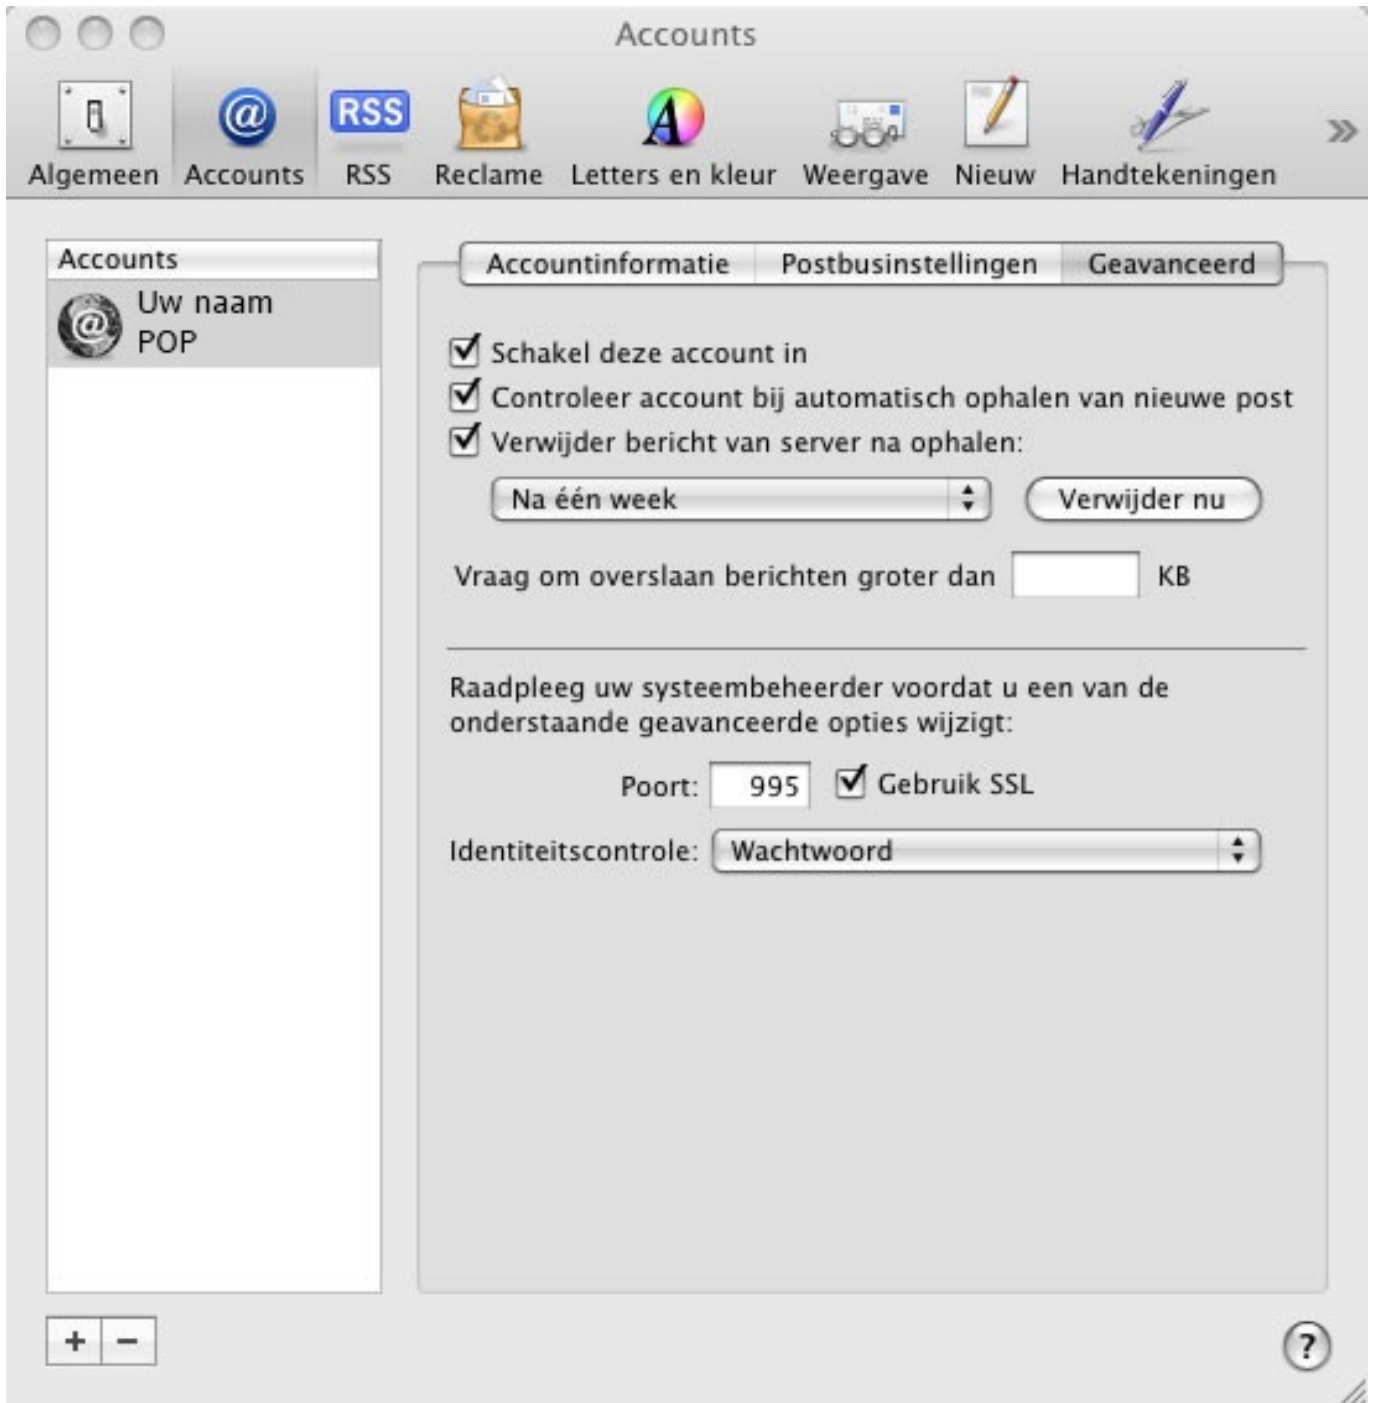 Accounts
RSS
Algemeen Accounts RSS Reclame Letters en kleur Weergave Nieuw Handtekeningen
Accounts
Uw naam
POP
Accountinformatie Postbusinstellingen Geavanceerd
Schakel deze account in
Controleer account bij automatisch ophalen van nieuwe post
Verwijder bericht van server na ophalen:
Na één week Verwijder nu
Vraag om overslaan berichten groter dan KB
Raadpleeg uw systeembeheerder voordat u een van de
onderstaande geavanceerde opties wijzigt:
Poort: 995 Gebruik SSL
Identiteitscontrole: Wachtwoord
+ −
?